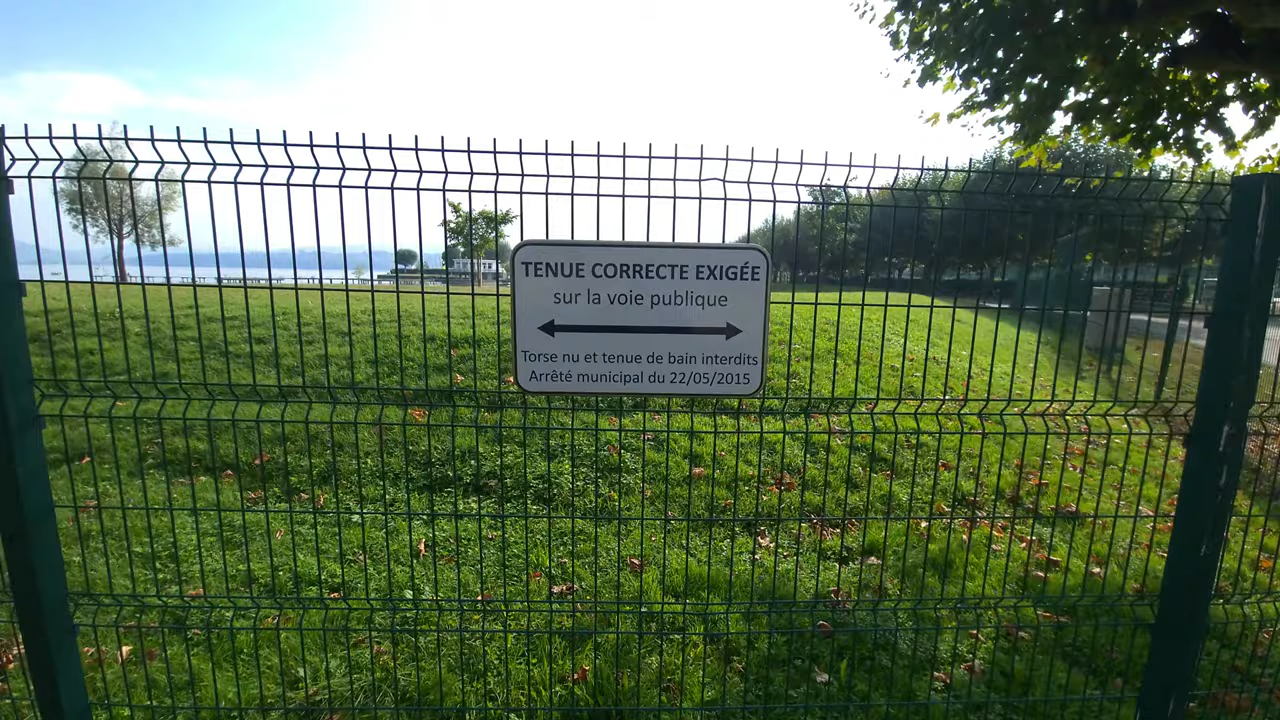 TENUE CORRECTE EXIGÉE
sur la voie publique
Torse nu et tenue de bain interdits
Arrêté municipal du 22/05/2015